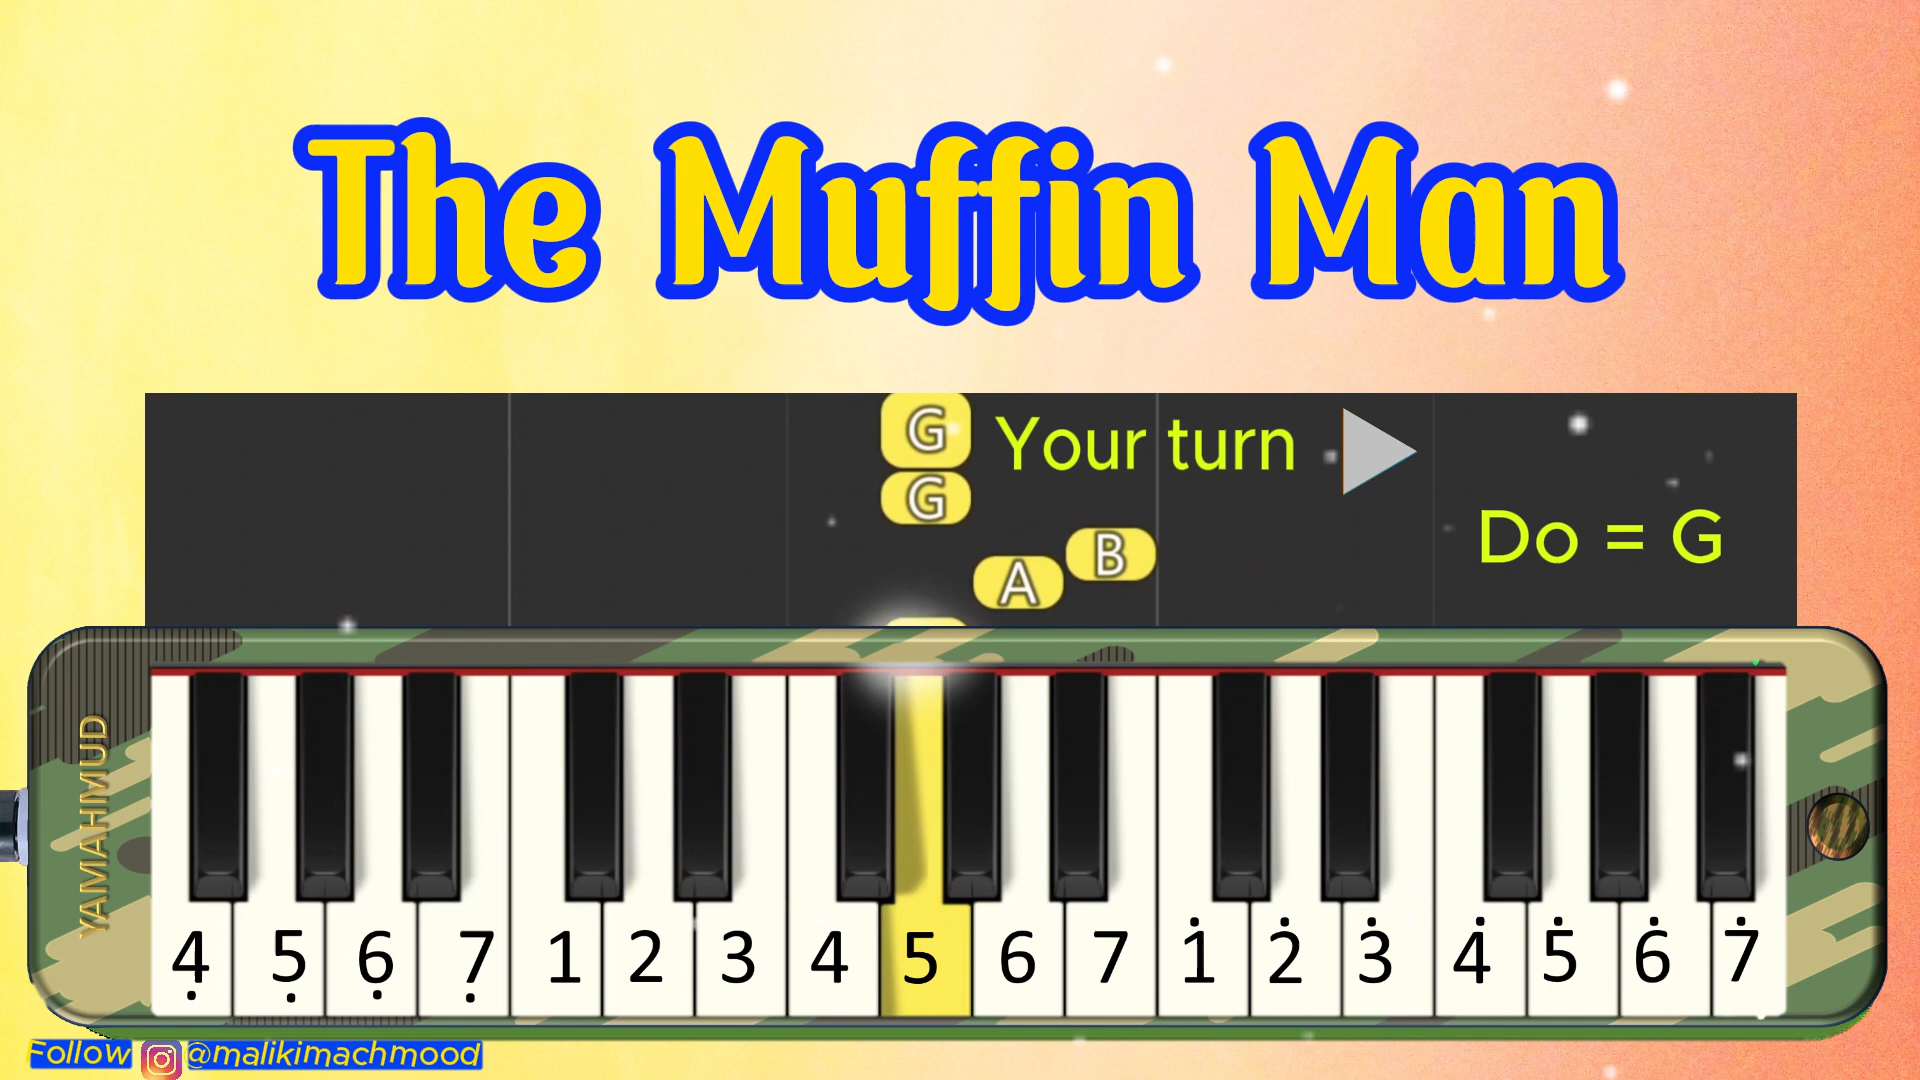 The Muffin Man
G
Your turn
G
Do = G
B
A
YAMAHMUD
4̣ 5̣ 6̣ 7̣ 1 2 3 4 5 6 7 1̇ 2̇ 3̇ 4̇ 5̇ 6̇ 7̇
Follow @malikimachmood